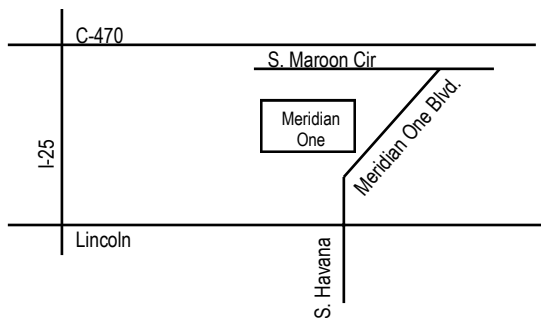 C-470
S. Maroon Cir
Meridian
One
Meridian One Blvd.
I-25
Lincoln
S. Havana